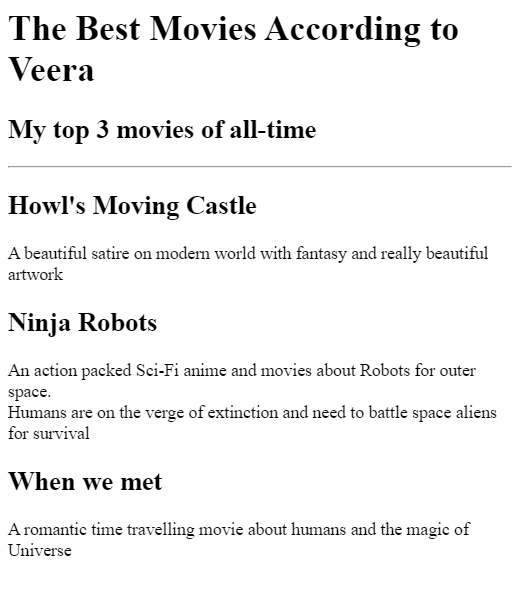 The Best Movies According to
Veera
My top 3 movies of all-time
Howl's Moving Castle
A beautiful satire on modern world with fantasy and really beautiful
artwork
Ninja Robots
An action packed Sci-Fi anime and movies about Robots for outer
space.
Humans are on the verge of extinction and need to battle space aliens
for survival
When we met
A romantic time travelling movie about humans and the magic of
Universe